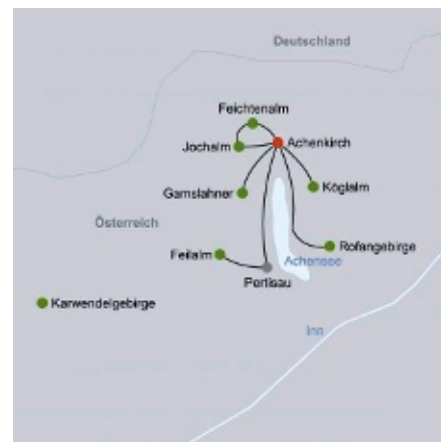 Deutschland
Feichtenalm
Achenkirch
Jochalm
Köglalm
Gamslahner
Österreich
Rofangebirge
Feilalm
Achensee
Pertisau
Karwendelgebirge
Inn